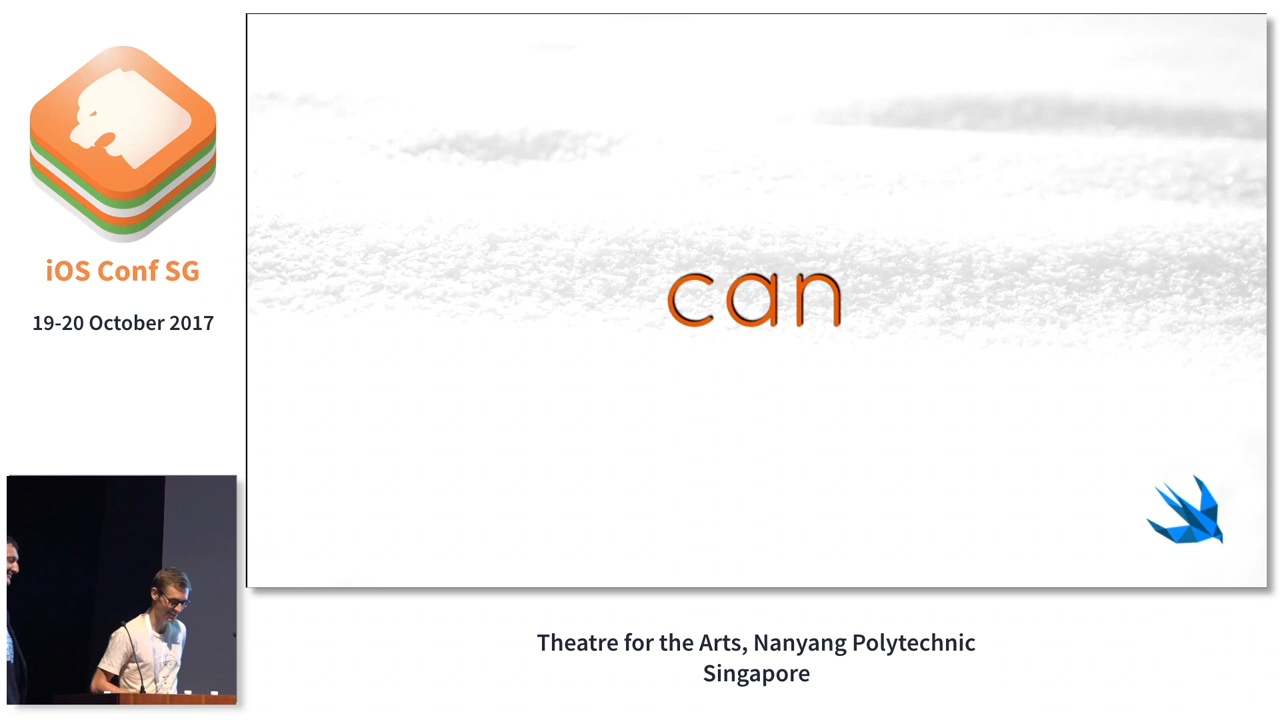 iOS Conf SG
19-20 October 2017
can
Theatre for the Arts, Nanyang Polytechnic
Singapore